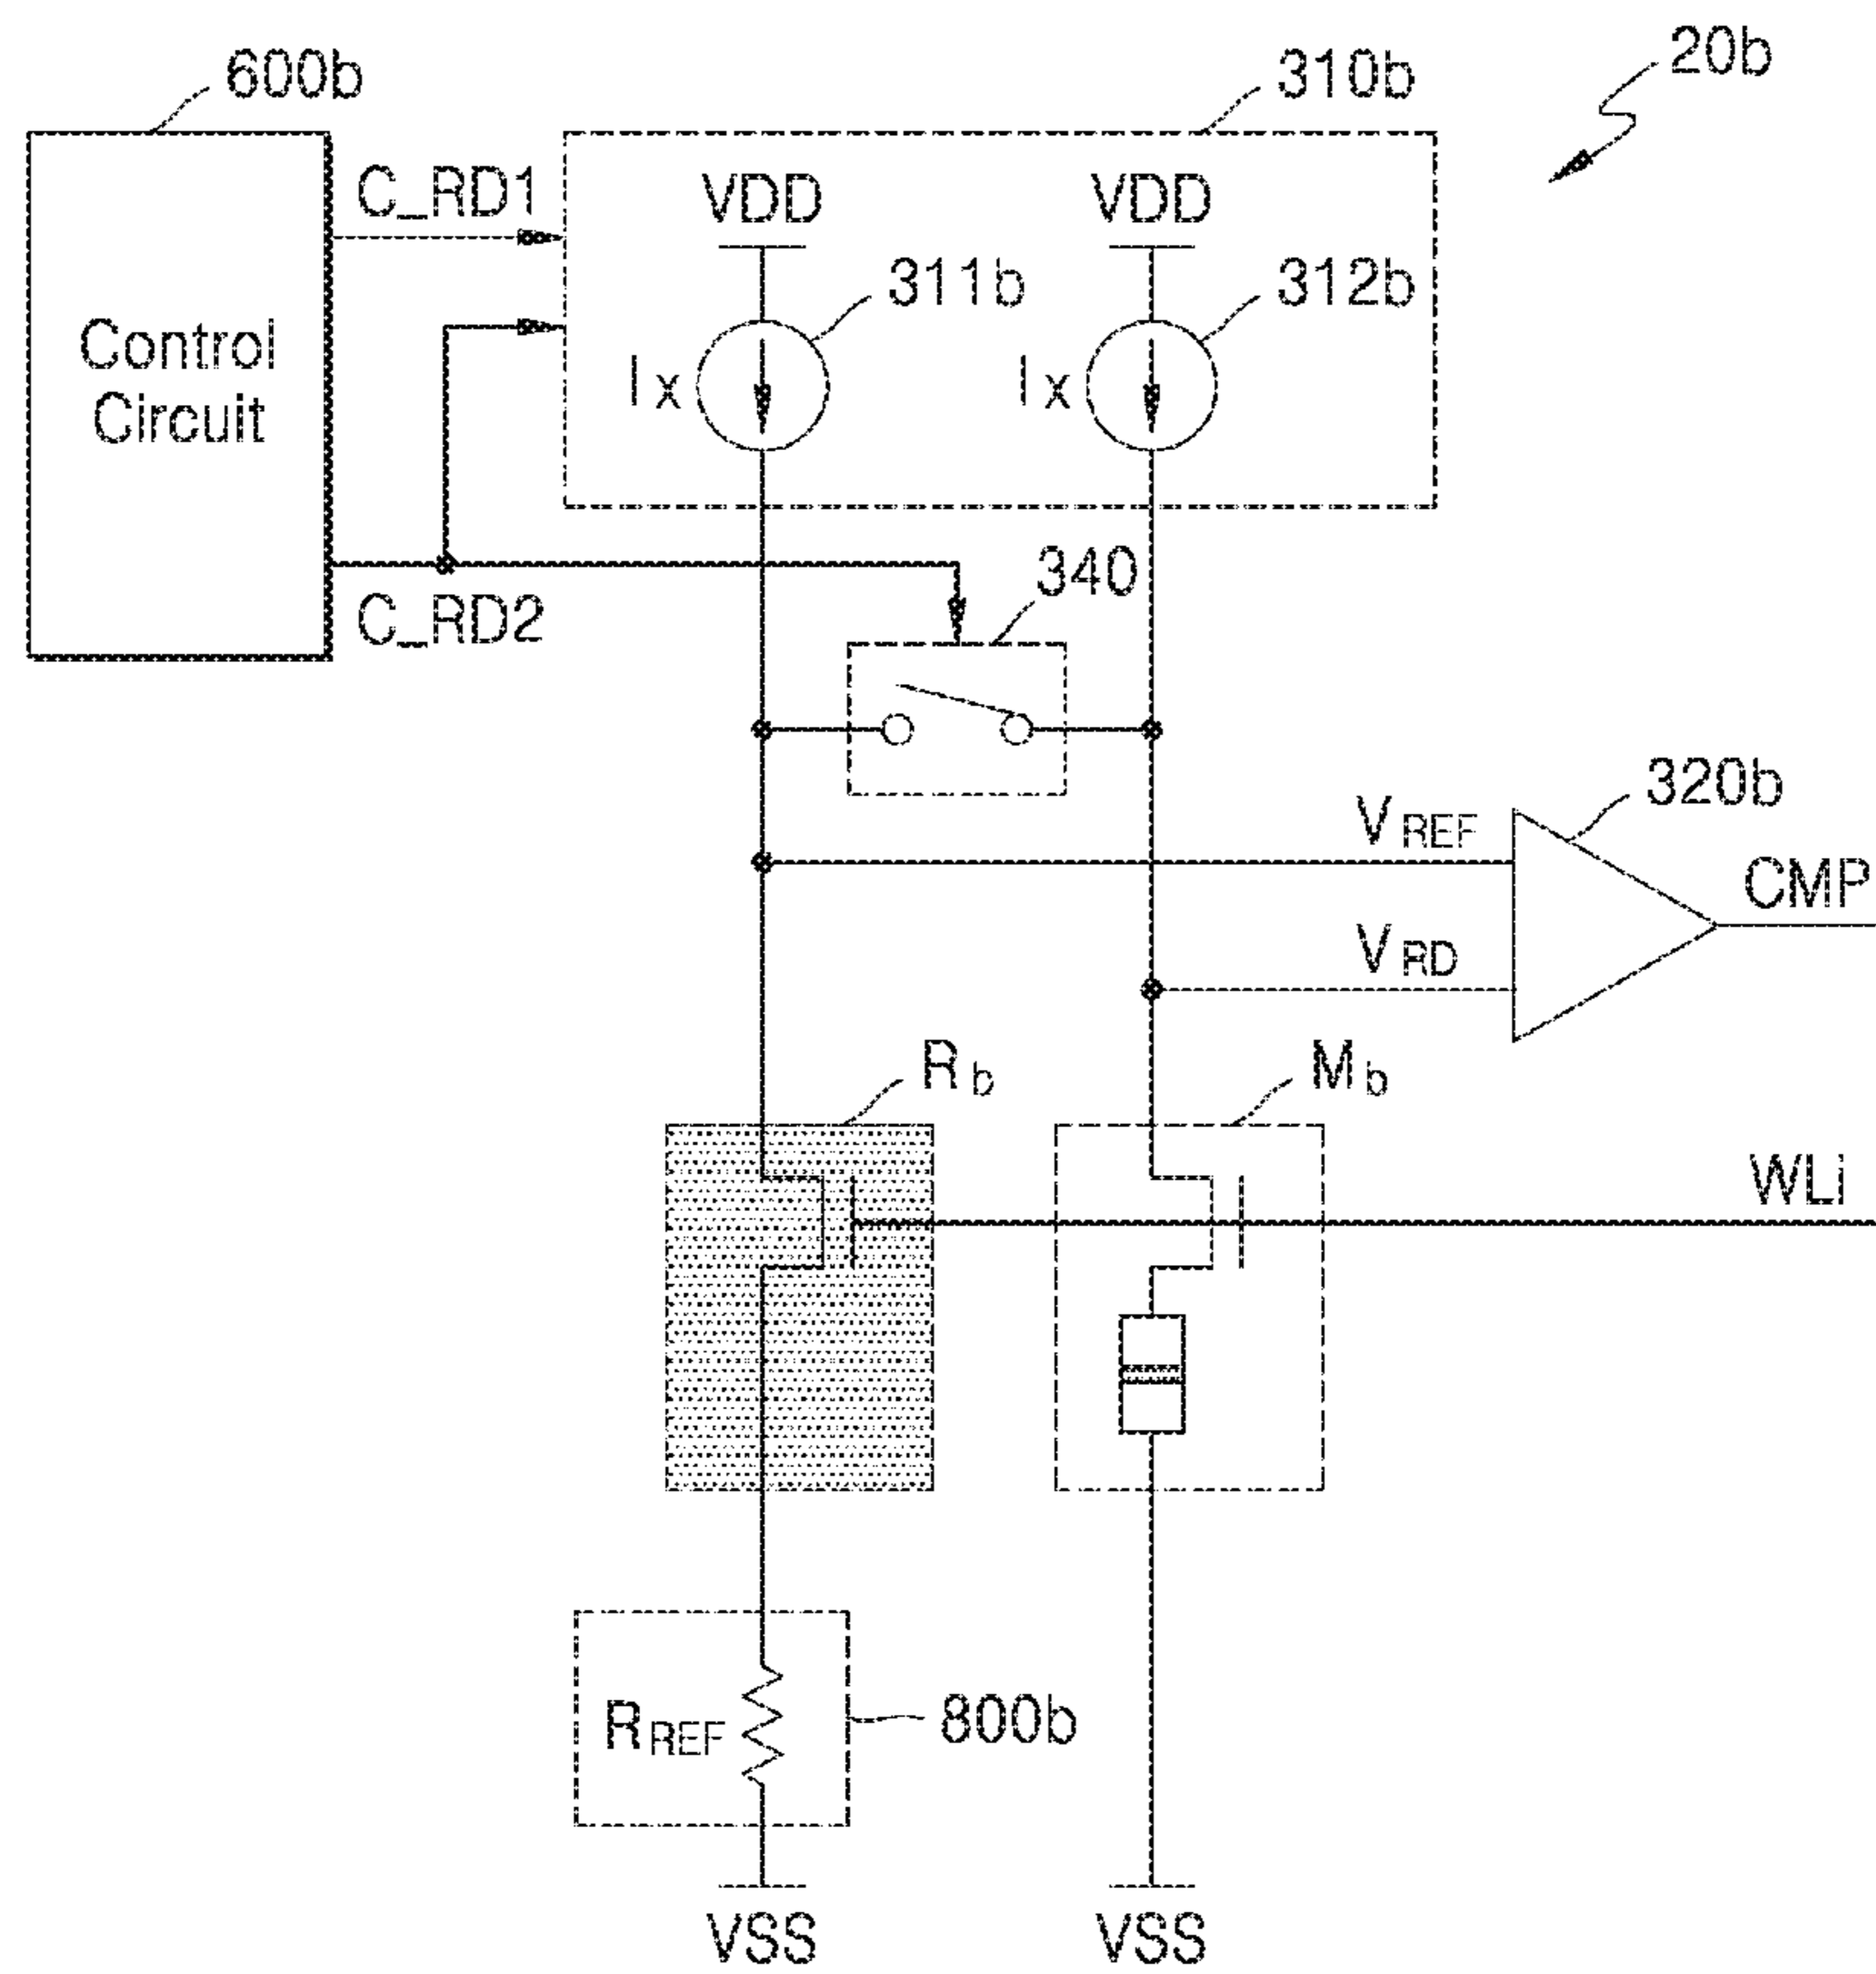 600b
310b
20b
C_RD1
VDD
VDD
311b
312b
Control
Circuit
Ix
Ix
C_RD2
340
320b
VREF
CMP
VRD
Rb
Mb
WLi
RREF
800b
VSS
VSS